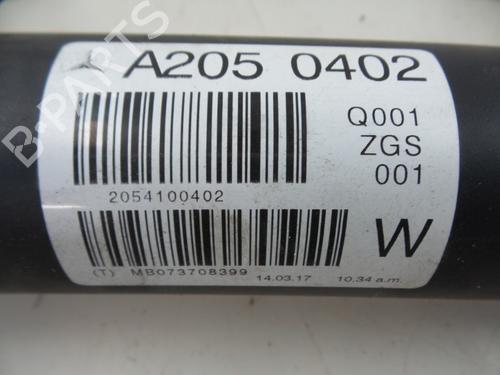 A205 0402
Q001
ZGS
001
2054100402
W
(T) MB073708399 14.03.17 10.34 a.m.
B-PARTS